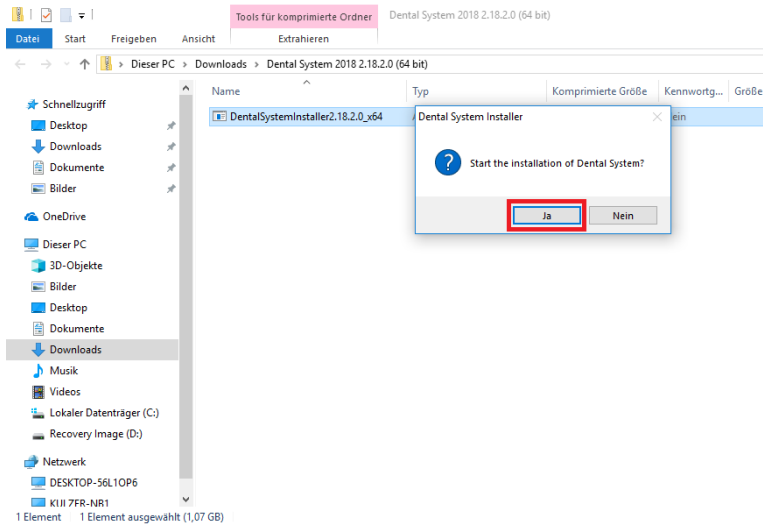 Tools für komprimierte Ordner
Dental System 2018 2.18.2.0 (64 bit)
Datei Start Freigeben Ansicht Extrahieren
Dieser PC > Downloads > Dental System 2018 2.18.2.0 (64 bit)
Name Typ Komprimierte Größe Kennwortg... Größe
Schnellzugriff
Desktop
Downloads
Dokumente
Bilder
OneDrive
Dieser PC
3D-Objekte
Bilder
Desktop
Dokumente
Downloads
Musik
Videos
Lokaler Datenträger (C:)
Recovery Image (D:)
Netzwerk
DESKTOP-56L1OP6
KULZER-NB1
DentalSystemInstaller2.18.2.0_x64
Dental System Installer
Start the installation of Dental System?
Ja Nein
1 Element 1 Element ausgewählt (1,07 GB)